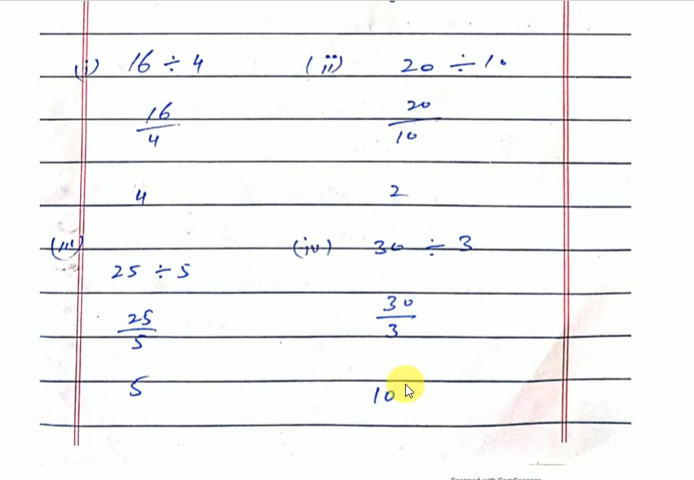 (i) 16 ÷ 4 (ii) 20 ÷ 10
16/4 20/10
4 2
(iii) (iv) 30 ÷ 3
25 ÷ 5
25/5 30/3
5 10